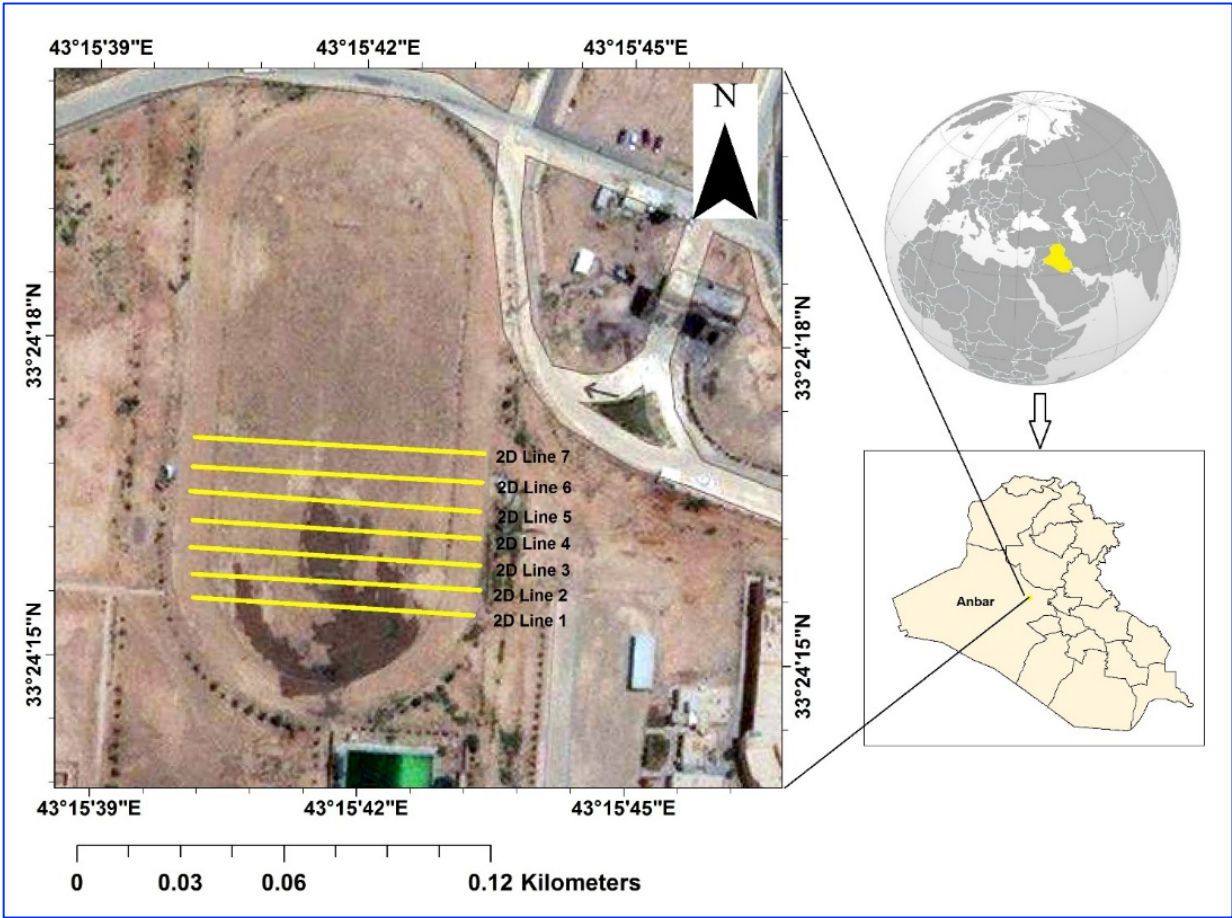 43°15'39"E 43°15'42"E 43°15'45"E
N
33°24'18"N 33°24'18"N
2D Line 7
2D Line 6
2D Line 5
2D Line 4
2D Line 3
2D Line 2
2D Line 1
33°24'15"N 33°24'15"N
Anbar
43°15'39"E 43°15'42"E 43°15'45"E
0 0.03 0.06 0.12 Kilometers